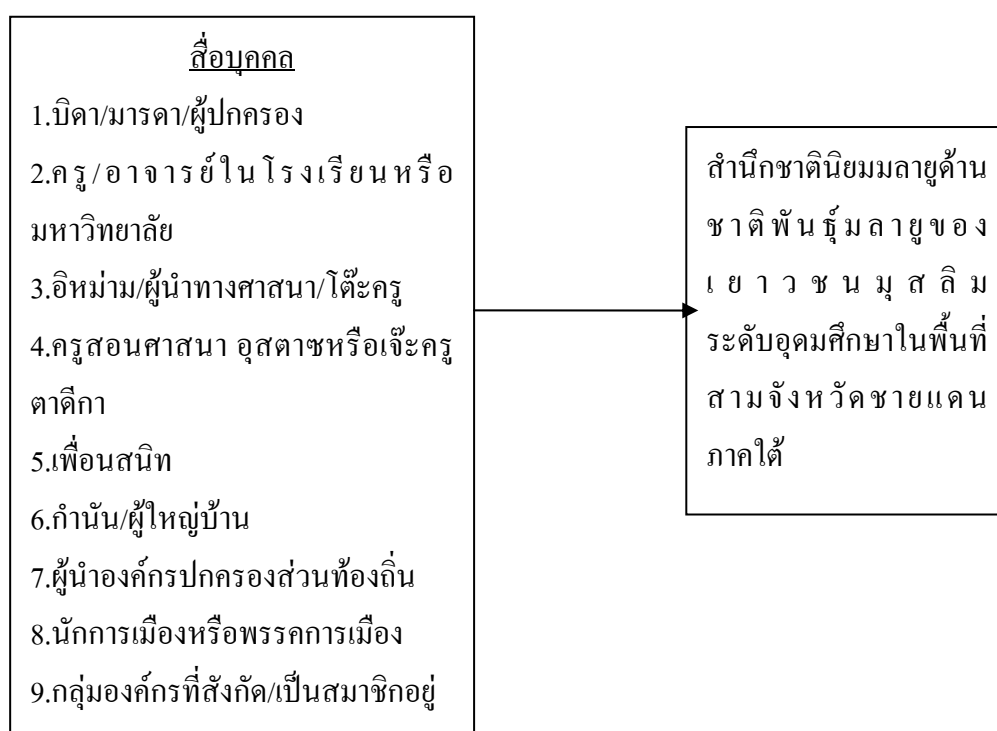 สื่อบุคคล
1.บิดา/มารดา/ผู้ปกครอง
2.ครู/อาจารย์ในโรงเรียนหรือ
มหาวิทยาลัย
3.อิหม่าม/ผู้นำทางศาสนา/โต๊ะครู
4.ครูสอนศาสนา อุสตาซหรือเจ๊ะครู
ตาดีกา
5.เพื่อนสนิท
6.กำนัน/ผู้ใหญ่บ้าน
7.ผู้นำองค์กรปกครองส่วนท้องถิ่น
8.นักการเมืองหรือพรรคการเมือง
9.กลุ่มองค์กรที่สังกัด/เป็นสมาชิกอยู่
สำนึกชาตินิยมมลายูด้าน
ชาติพันธุ์มลายูของ
เยาวชนมุสลิม
ระดับอุดมศึกษาในพื้นที่
สามจังหวัดชายแดน
ภาคใต้